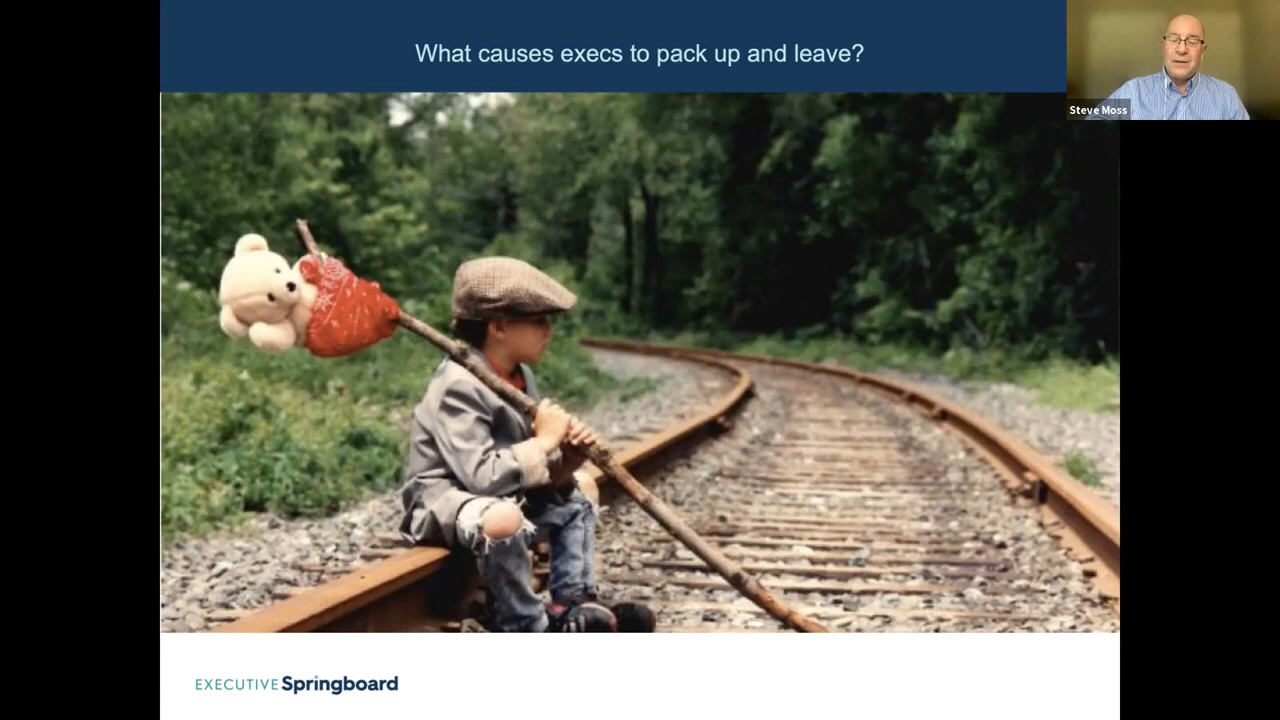 What causes execs to pack up and leave?
Steve Moss
EXECUTIVE Springboard